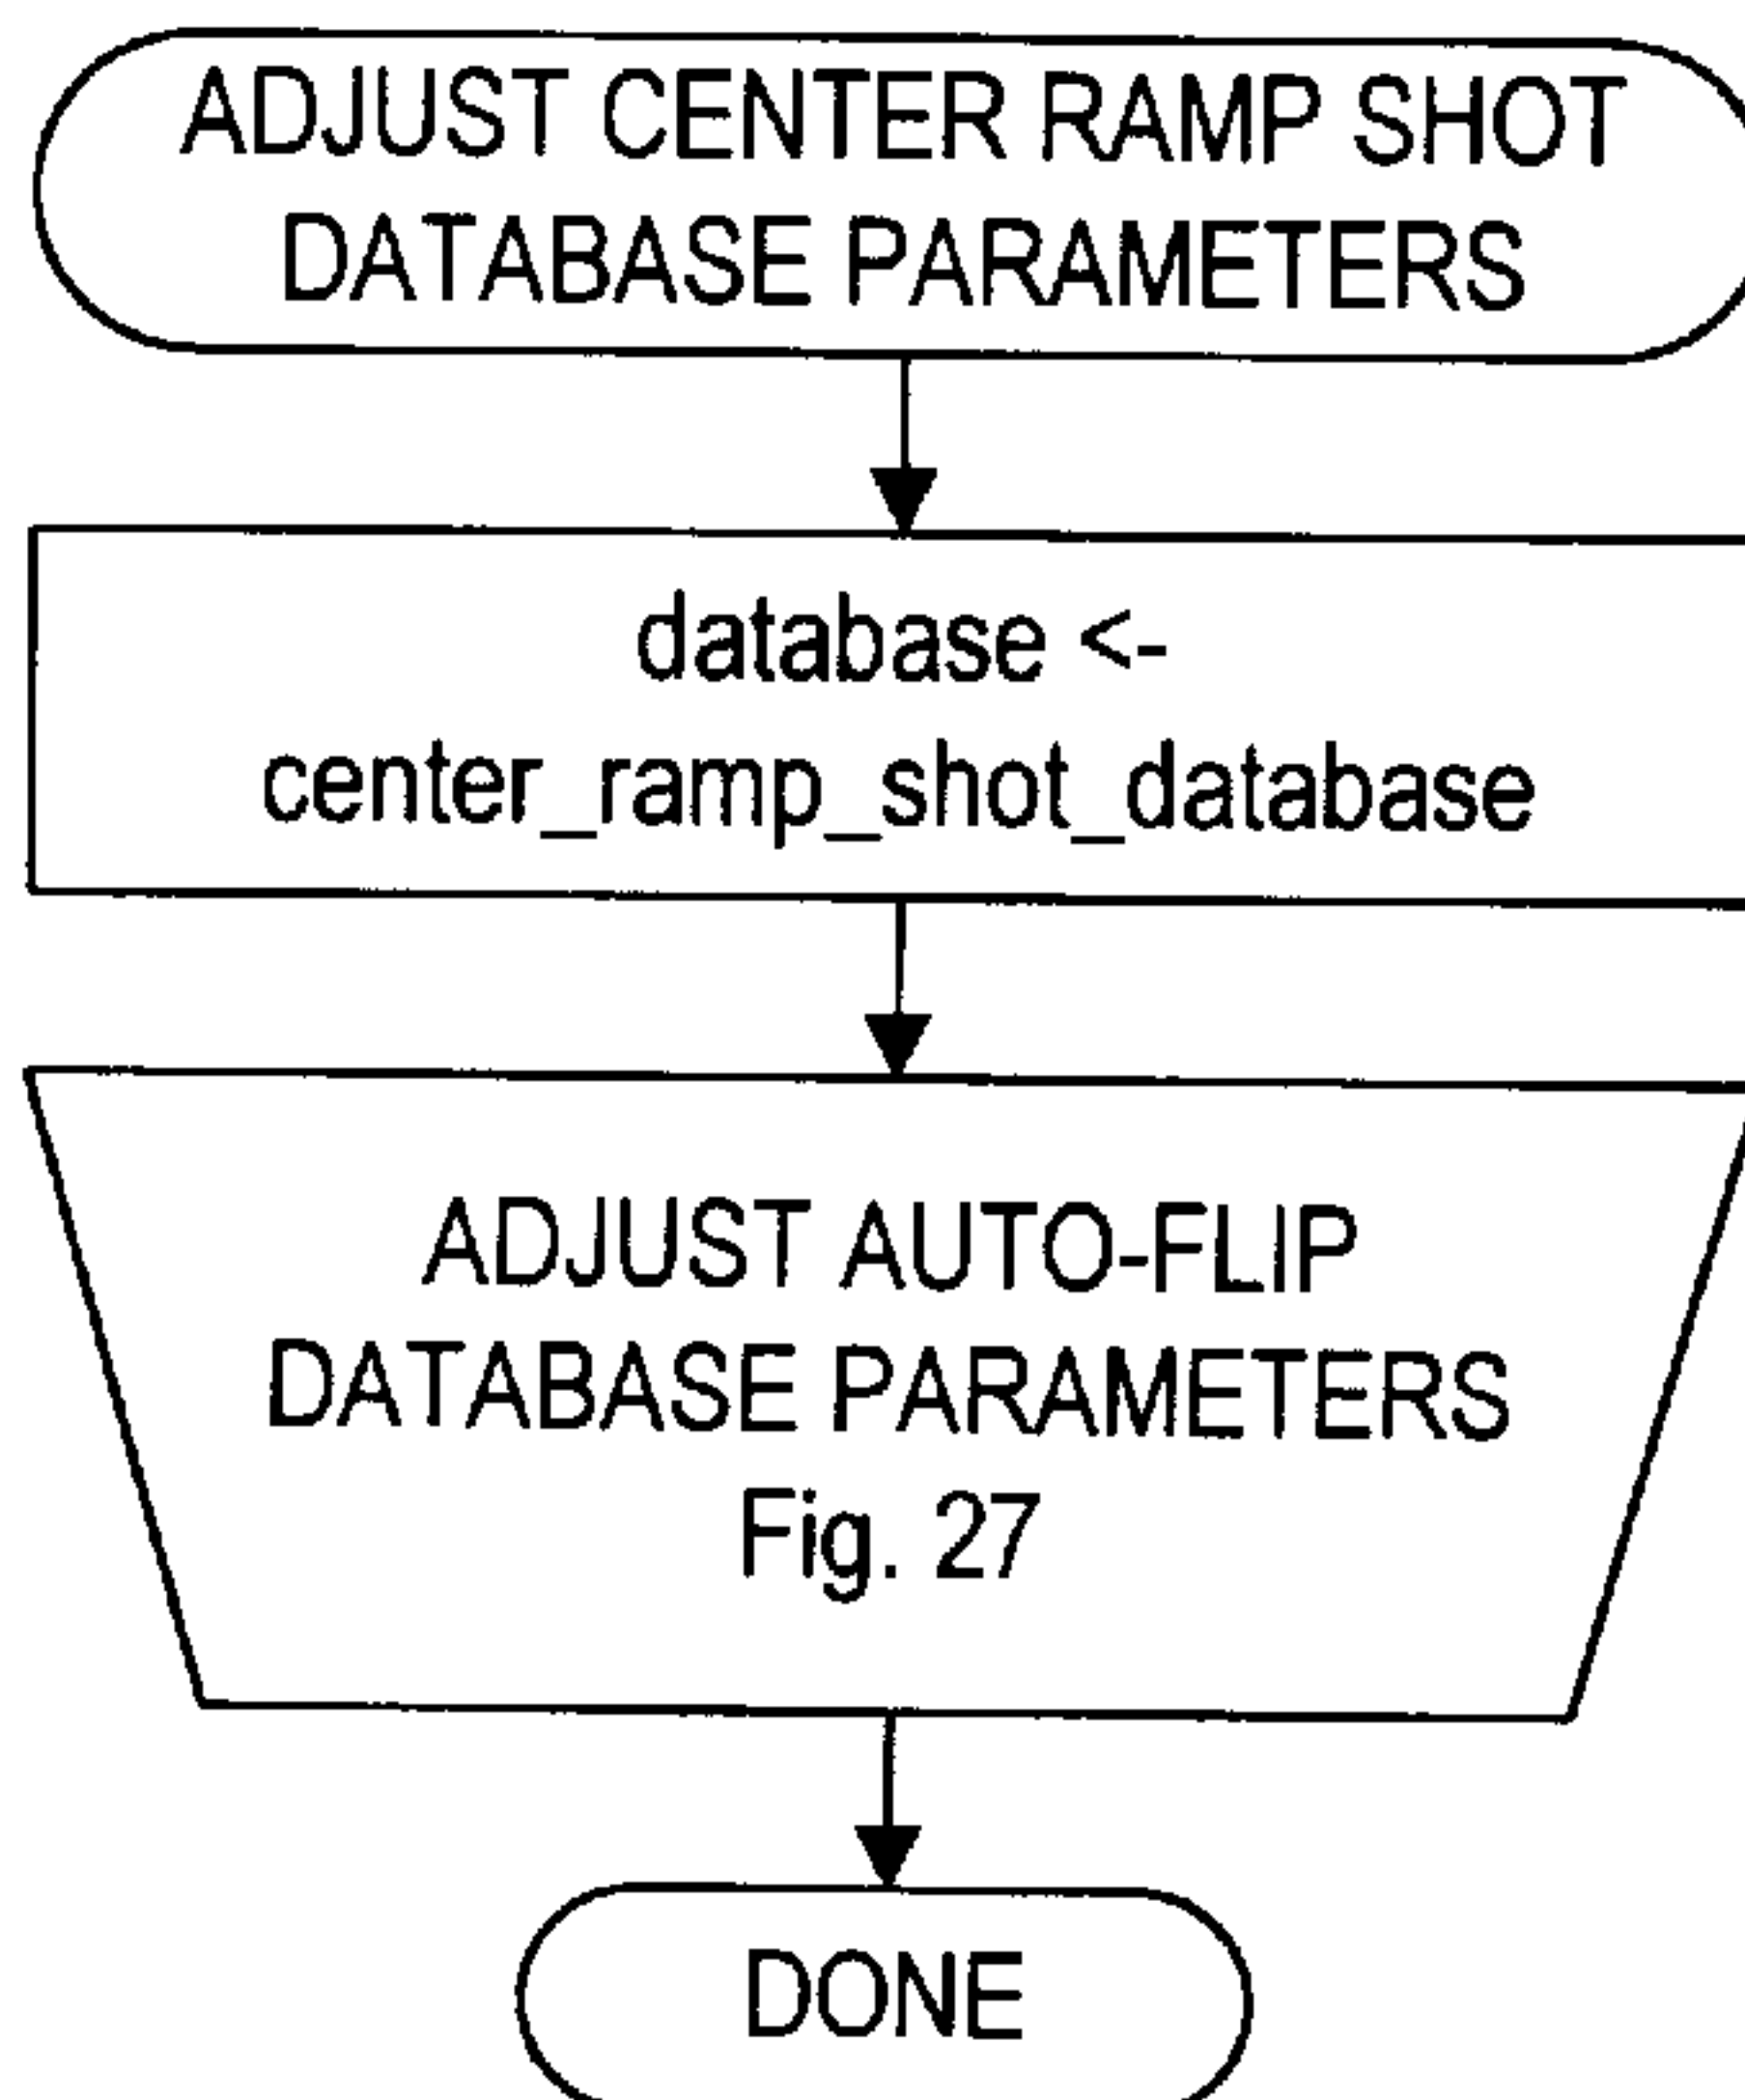 ADJUST CENTER RAMP SHOT
DATABASE PARAMETERS
database <-
center_ramp_shot_database
ADJUST AUTO-FLIP
DATABASE PARAMETERS
Fig. 27
DONE